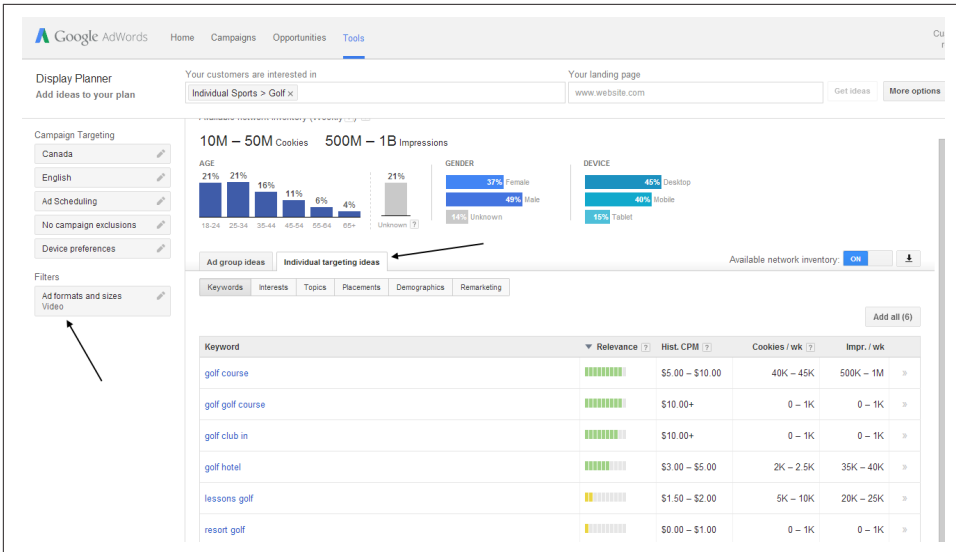 Google AdWords Home Campaigns Opportunities Tools Cu
r
Display Planner
Add ideas to your plan
Your customers are interested in
Individual Sports > Golf ×
Your landing page
www.website.com
Get ideas
More options
Campaign Targeting
Canada
English
Ad Scheduling
No campaign exclusions
Device preferences
Filters
Ad formats and sizes
Video
10M – 50M Cookies 500M – 1B Impressions
AGE
21% 21% 16% 11% 6% 4% 21%
18-24 25-34 35-44 45-54 55-64 65+ Unknown ?
GENDER
37% Female
49% Male
14% Unknown
DEVICE
45% Desktop
40% Mobile
15% Tablet
Ad group ideas Individual targeting ideas
Available network inventory: ON
Keywords Interests Topics Placements Demographics Remarketing
Add all (6)
Keyword Relevance ? Hist. CPM ? Cookies / wk ? Impr. / wk
golf course $5.00 – $10.00 40K – 45K 500K – 1M »
golf golf course $10.00+ 0 – 1K 0 – 1K »
golf club in $10.00+ 0 – 1K 0 – 1K »
golf hotel $3.00 – $5.00 2K – 2.5K 35K – 40K »
lessons golf $1.50 – $2.00 5K – 10K 20K – 25K »
resort golf $0.00 – $1.00 0 – 1K 0 – 1K »